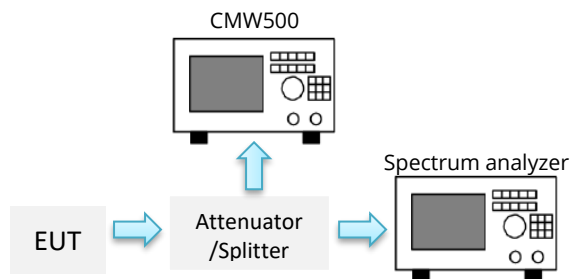 CMW500
Spectrum analyzer
EUT
Attenuator
/Splitter